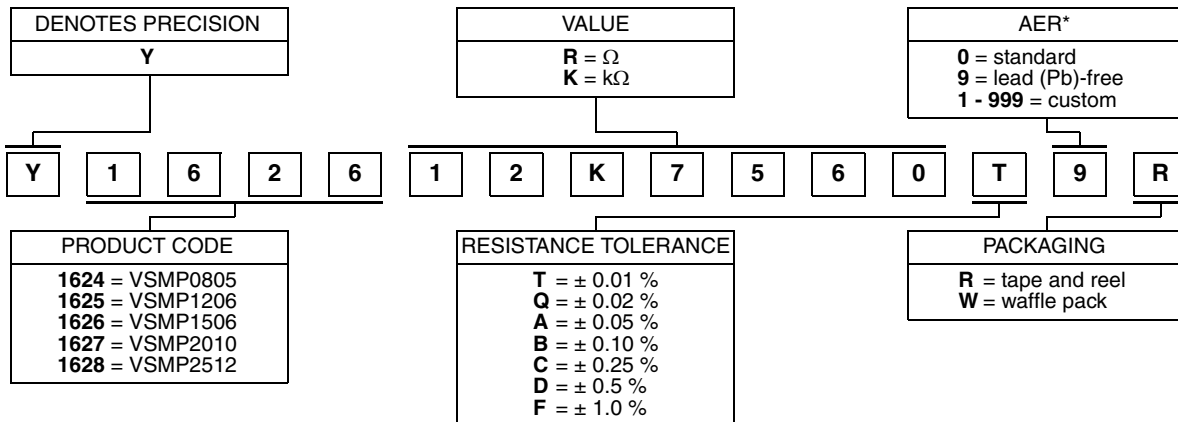 DENOTES PRECISION
Y
VALUE
R = Ω
K = kΩ
AER*
0 = standard
9 = lead (Pb)-free
1 - 999 = custom
Y 1 6 2 6 1 2 K 7 5 6 0 T 9 R
PRODUCT CODE
1624 = VSMP0805
1625 = VSMP1206
1626 = VSMP1506
1627 = VSMP2010
1628 = VSMP2512
RESISTANCE TOLERANCE
T = ± 0.01 %
Q = ± 0.02 %
A = ± 0.05 %
B = ± 0.10 %
C = ± 0.25 %
D = ± 0.5 %
F = ± 1.0 %
PACKAGING
R = tape and reel
W = waffle pack